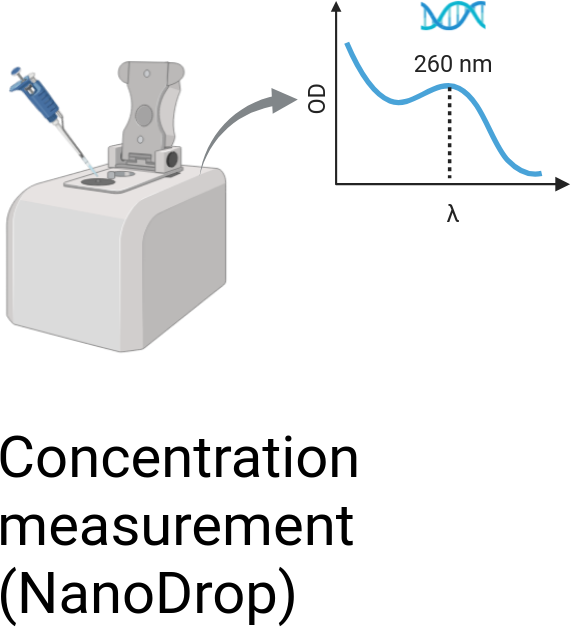 260 nm
OD
λ
Concentration
measurement
(NanoDrop)